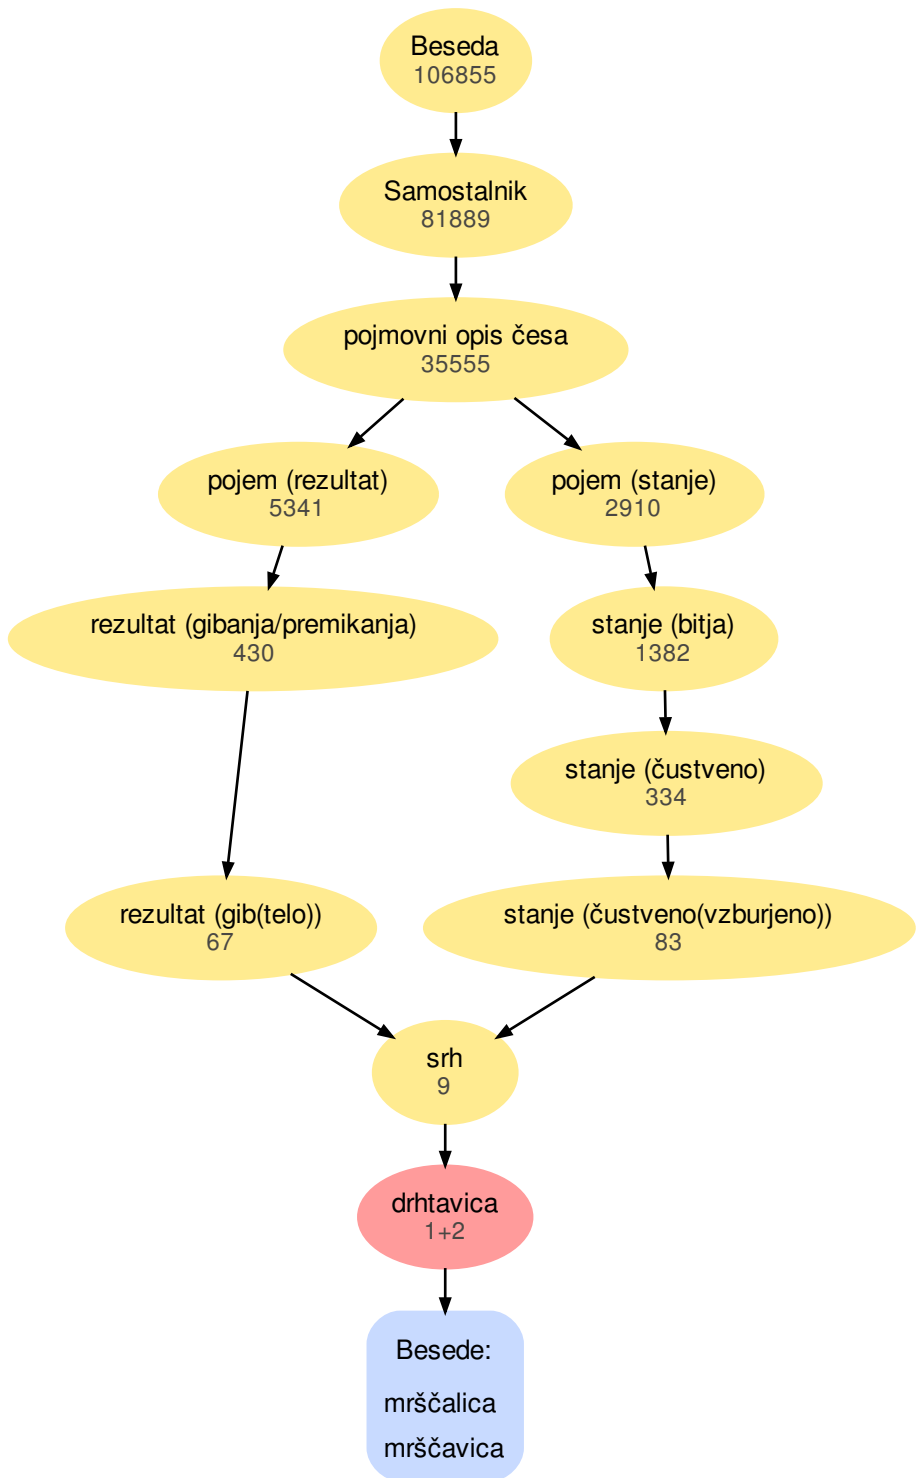 Beseda
106855
Samostalnik
81889
pojmovni opis česa
35555
pojem (rezultat)
5341
pojem (stanje)
2910
rezultat (gibanja/premikanja)
430
stanje (bitja)
1382
stanje (čustveno)
334
rezultat (gib(telo))
67
stanje (čustveno(vzburjeno))
83
srh
9
drhtavica
1+2
Besede:
mrščalica
mrščavica